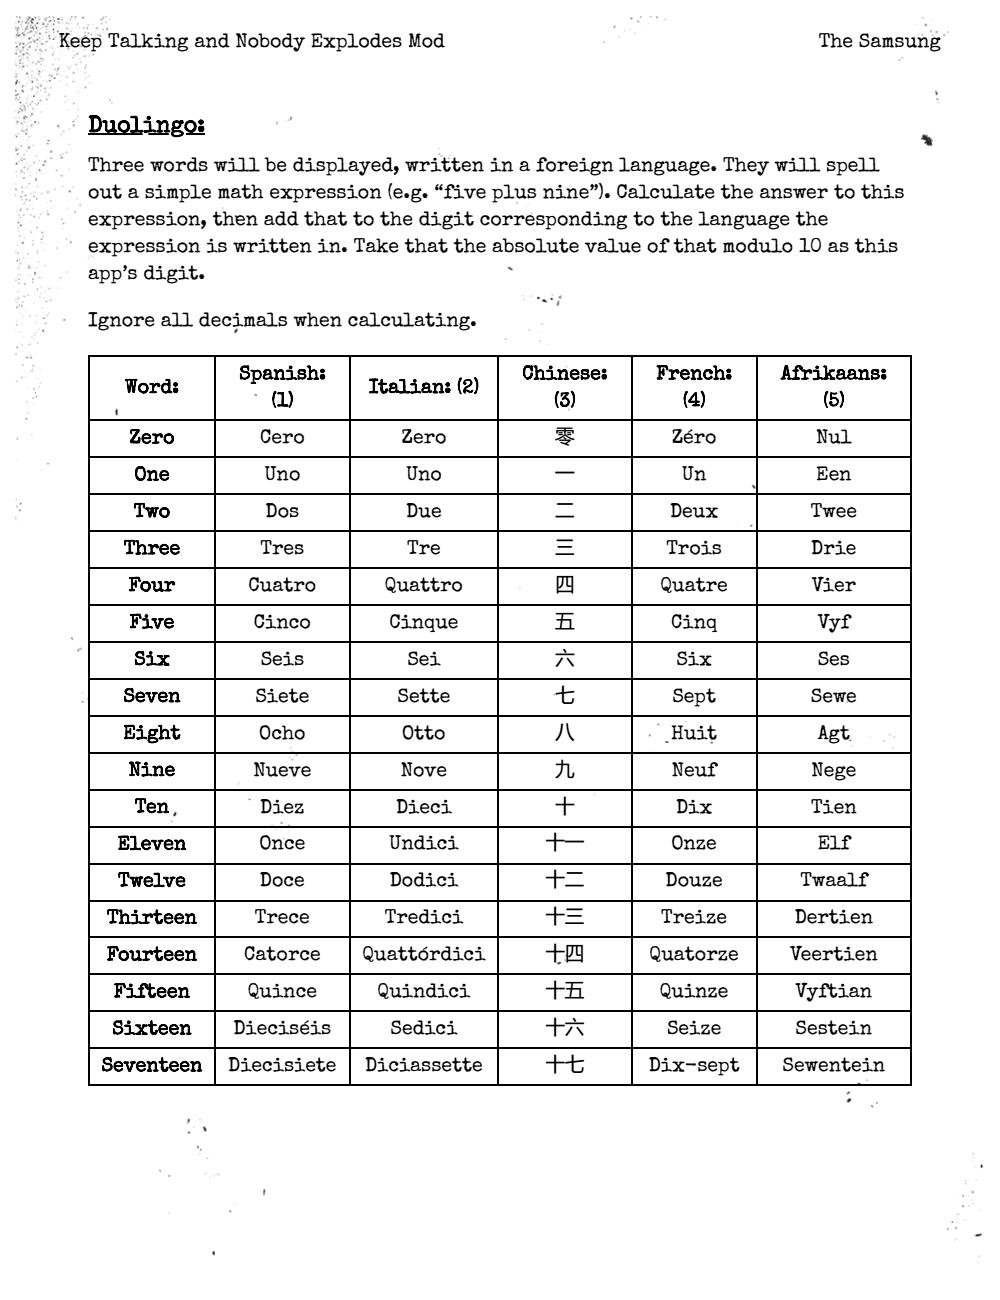 Keep Talking and Nobody Explodes Mod The Samsung
Duolingo:
Three words will be displayed, written in a foreign language. They will spell
out a simple math expression (e.g. “five plus nine”). Calculate the answer to this
expression, then add that to the digit corresponding to the language the
expression is written in. Take that the absolute value of that modulo 10 as this
app’s digit.
Ignore all decimals when calculating.
Word: Spanish: (1) Italian: (2) Chinese: (3) French: (4) Afrikaans: (5)
Zero Cero Zero 零 Zéro Nul
One Uno Uno 一 Un Een
Two Dos Due 二 Deux Twee
Three Tres Tre 三 Trois Drie
Four Cuatro Quattro 四 Quatre Vier
Five Cinco Cinque 五 Cinq Vyf
Six Seis Sei 六 Six Ses
Seven Siete Sette 七 Sept Sewe
Eight Ocho Otto 八 Huit Agt
Nine Nueve Nove 九 Neuf Nege
Ten Diez Dieci 十 Dix Tien
Eleven Once Undici 十一 Onze Elf
Twelve Doce Dodici 十二 Douze Twaalf
Thirteen Trece Tredici 十三 Treize Dertien
Fourteen Catorce Quattórdici 十四 Quatorze Veertien
Fifteen Quince Quindici 十五 Quinze Vyftian
Sixteen Dieciséis Sedici 十六 Seize Sestein
Seventeen Diecisiete Diciassette 十七 Dix-sept Sewentein